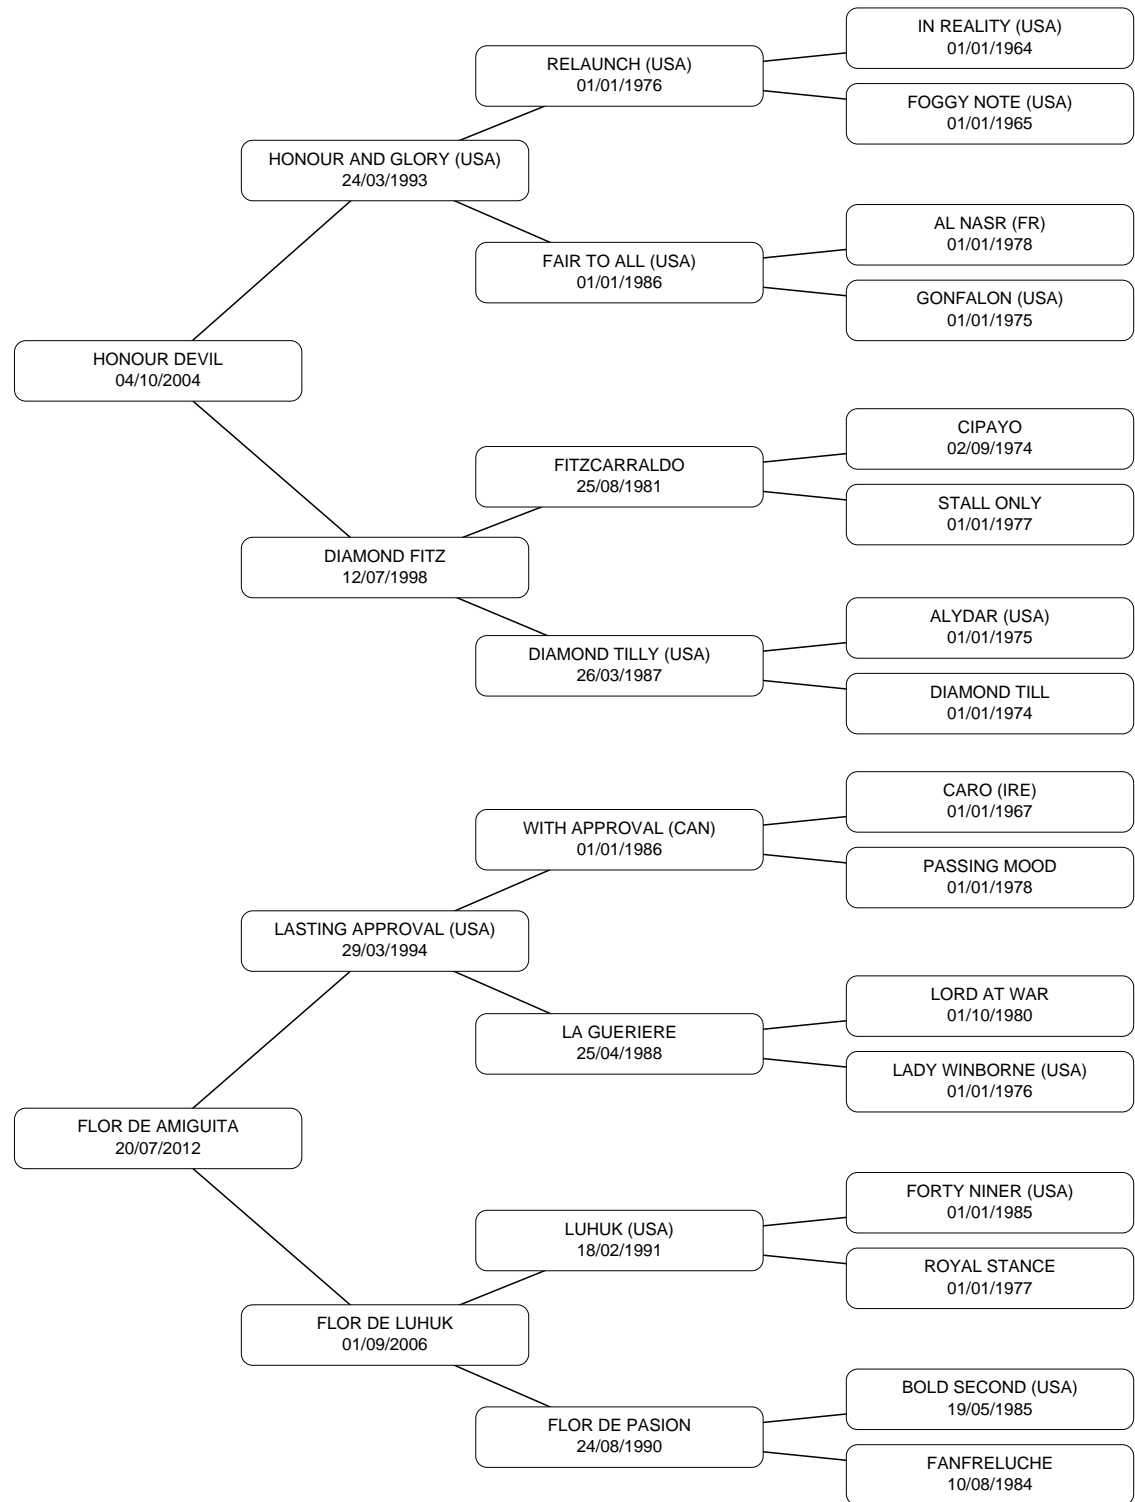 IN REALITY (USA)
01/01/1964
RELAUNCH (USA)
01/01/1976
FOGGY NOTE (USA)
01/01/1965
HONOUR AND GLORY (USA)
24/03/1993
AL NASR (FR)
01/01/1978
FAIR TO ALL (USA)
01/01/1986
GONFALON (USA)
01/01/1975
HONOUR DEVIL
04/10/2004
CIPAYO
02/09/1974
FITZCARRALDO
25/08/1981
STALL ONLY
01/01/1977
DIAMOND FITZ
12/07/1998
ALYDAR (USA)
01/01/1975
DIAMOND TILLY (USA)
26/03/1987
DIAMOND TILL
01/01/1974
CARO (IRE)
01/01/1967
WITH APPROVAL (CAN)
01/01/1986
PASSING MOOD
01/01/1978
LASTING APPROVAL (USA)
29/03/1994
LORD AT WAR
01/10/1980
LA GUERIERE
25/04/1988
LADY WINBORNE (USA)
01/01/1976
FLOR DE AMIGUITA
20/07/2012
FORTY NINER (USA)
01/01/1985
LUHUK (USA)
18/02/1991
ROYAL STANCE
01/01/1977
FLOR DE LUHUK
01/09/2006
BOLD SECOND (USA)
19/05/1985
FLOR DE PASION
24/08/1990
FANFRELUCHE
10/08/1984